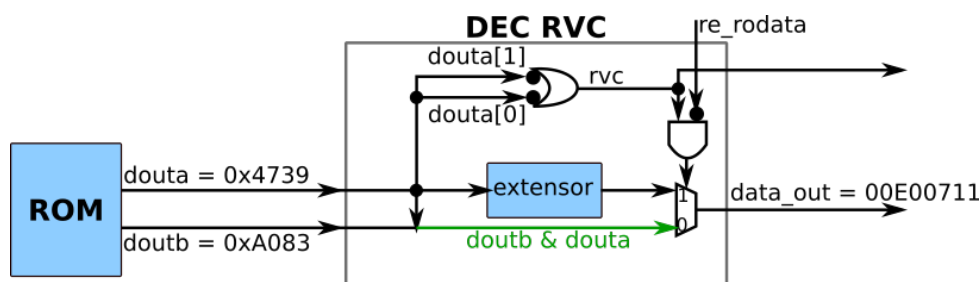 DEC RVC
re_rodata
douta[1]
rvc
douta[0]
douta = 0x4739
extensor
1
data_out = 00E00711
ROM
0
doutb & douta
doutb = 0xA083